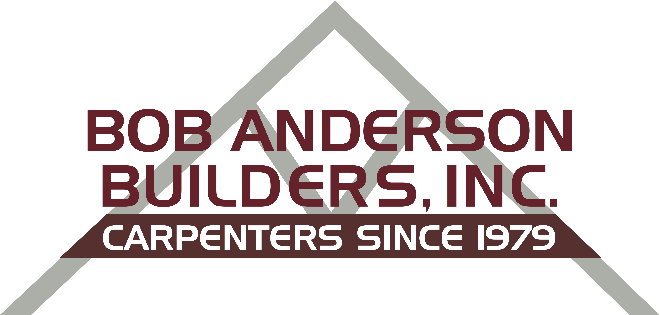 BOB ANDERSON
BUILDERS, INC.
CARPENTERS SINCE 1979